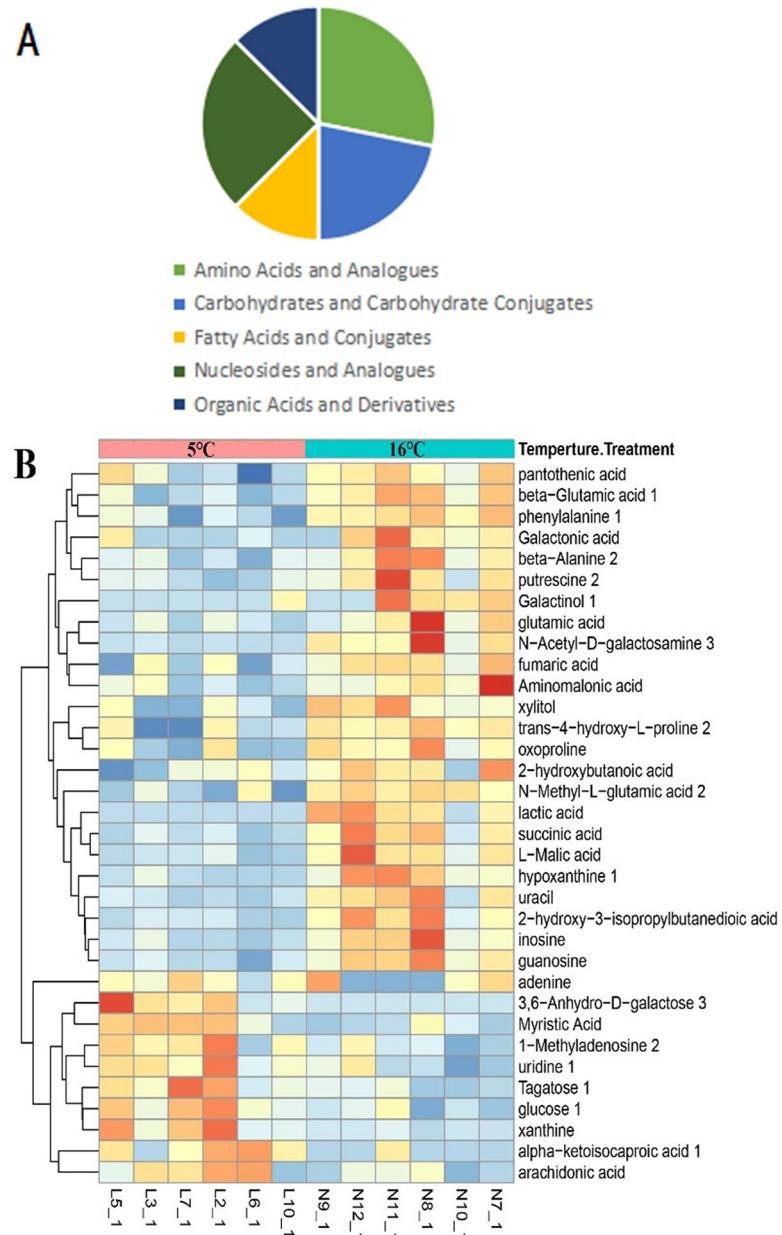 A
Amino Acids and Analogues
Carbohydrates and Carbohydrate Conjugates
Fatty Acids and Conjugates
Nucleosides and Analogues
Organic Acids and Derivatives
B
5°C 16°C Temperture.Treatment
pantothenic acid
beta-Glutamic acid 1
phenylalanine 1
Galactonic acid
beta-Alanine 2
putrescine 2
Galactinol 1
glutamic acid
N-Acetyl-D-galactosamine 3
fumaric acid
Aminomalonic acid
xylitol
trans-4-hydroxy-L-proline 2
oxoproline
2-hydroxybutanoic acid
N-Methyl-L-glutamic acid 2
lactic acid
succinic acid
L-Malic acid
hypoxanthine 1
uracil
2-hydroxy-3-isopropylbutanedioic acid
inosine
guanosine
adenine
3,6-Anhydro-D-galactose 3
Myristic Acid
1-Methyladenosine 2
uridine 1
Tagatose 1
glucose 1
xanthine
alpha-ketoisocaproic acid 1
arachidonic acid
L5_1 L3_1 L7_1 L2_1 L6_1 L10_1 N9_1 N12_ N11_ N8_1 N10_ N7_1